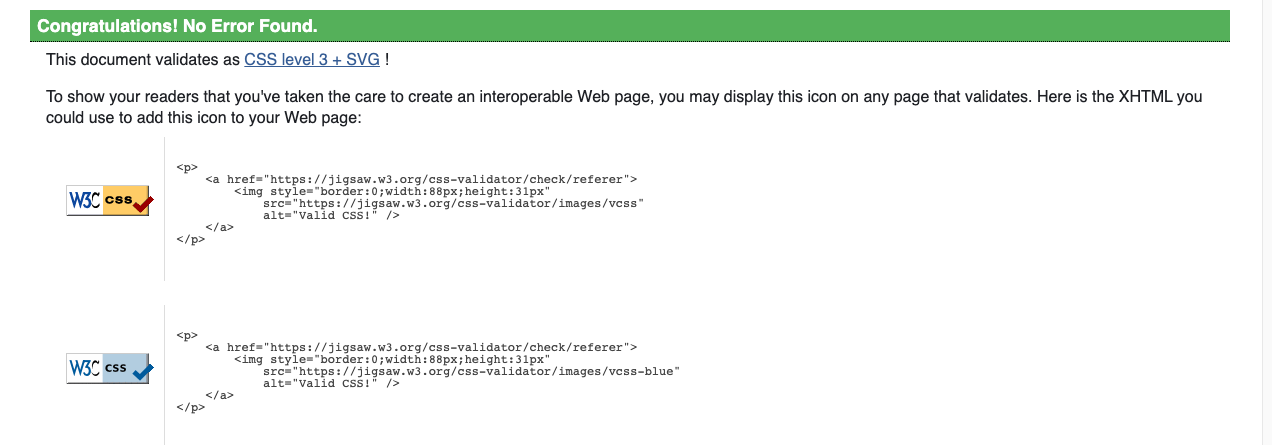 Congratulations! No Error Found.
This document validates as CSS level 3 + SVG !
To show your readers that you've taken the care to create an interoperable Web page, you may display this icon on any page that validates. Here is the XHTML you
could use to add this icon to your Web page:
W3C css
<p>
    <a href="https://jigsaw.w3.org/css-validator/check/referer">
        <img style="border:0;width:88px;height:31px"
            src="https://jigsaw.w3.org/css-validator/images/vcss"
            alt="Valid CSS!" />
    </a>
</p>
W3C css
<p>
    <a href="https://jigsaw.w3.org/css-validator/check/referer">
        <img style="border:0;width:88px;height:31px"
            src="https://jigsaw.w3.org/css-validator/images/vcss-blue"
            alt="Valid CSS!" />
    </a>
</p>